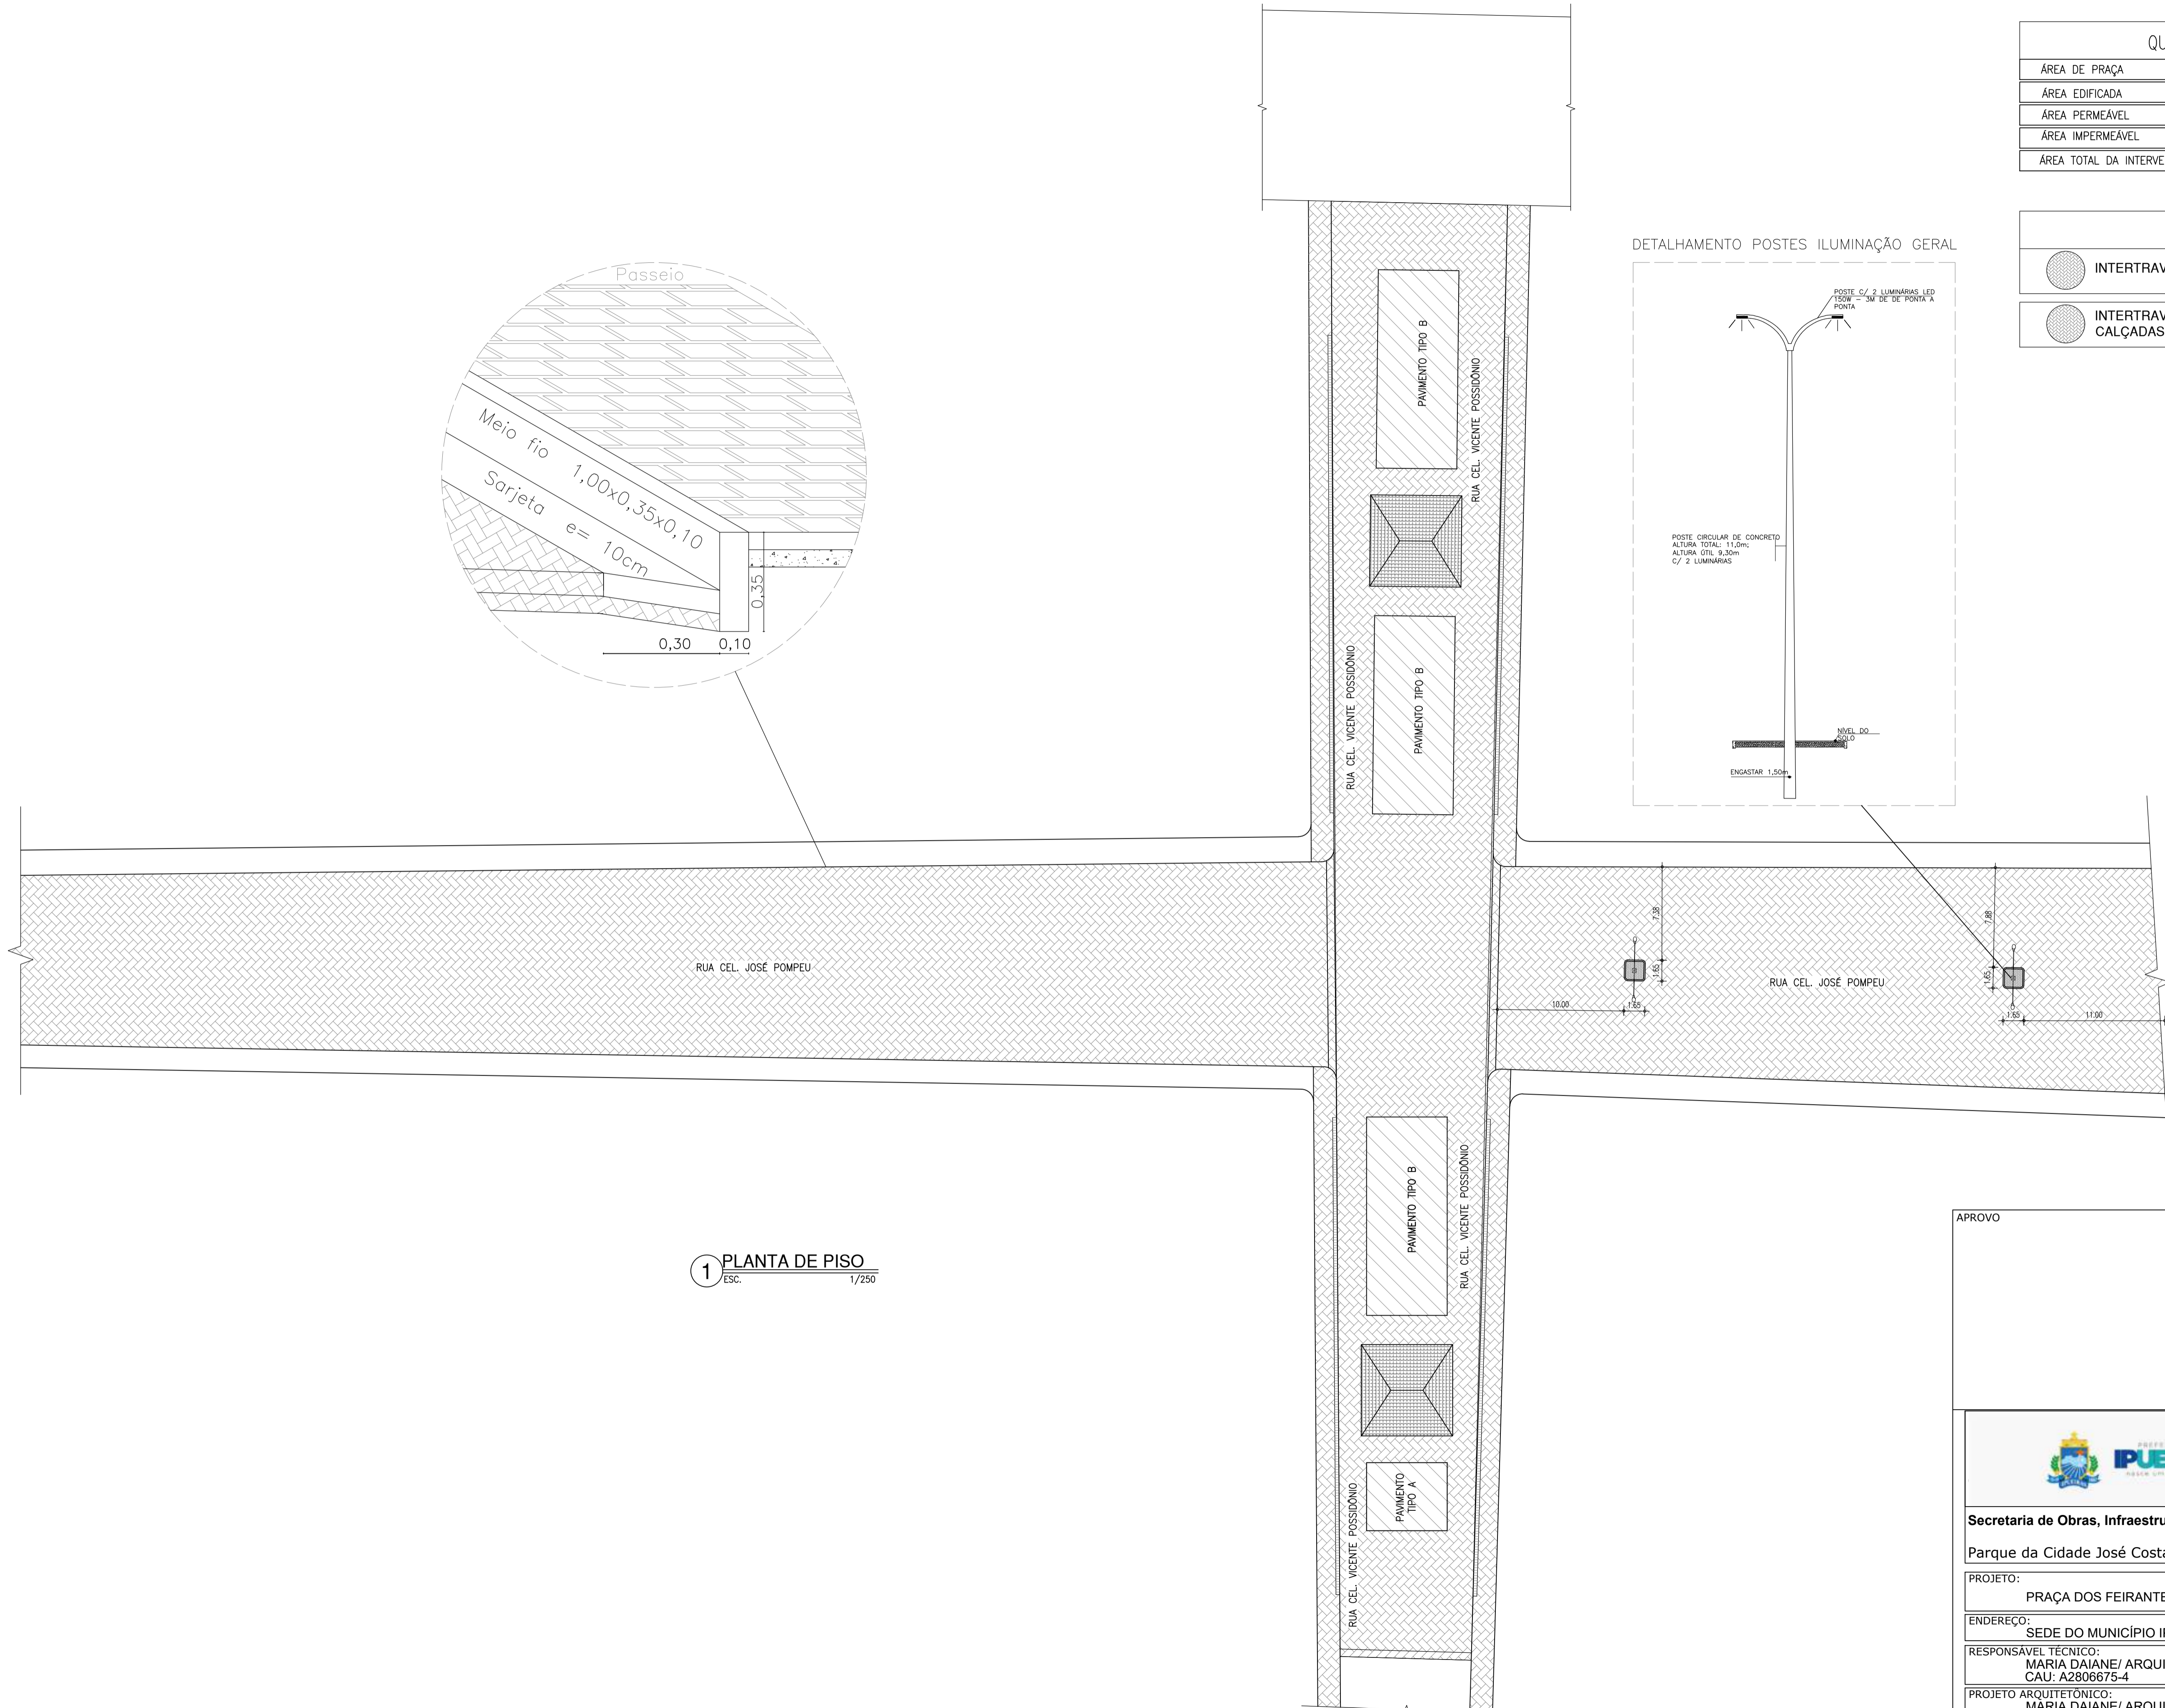 QU
ÁREA DE PRAÇA
ÁREA EDIFICADA
ÁREA PERMEÁVEL
ÁREA IMPERMEÁVEL
ÁREA TOTAL DA INTERVE
INTERTRAV
INTERTRAV
CALÇADAS
DETALHAMENTO POSTES ILUMINAÇÃO GERAL
POSTE C/ 2 LUMINÁRIAS LED
150W – 3M DE DE PONTA A
PONTA
POSTE CIRCULAR DE CONCRETO
ALTURA TOTAL: 11,0m;
ALTURA ÚTIL 9,30m
C/ 2 LUMINÁRIAS
NÍVEL DO
SOLO
ENGASTAR 1,50m
Passeio
Meio fio 1,00x0,35x0,10
Sarjeta e= 10cm
0,35
0,30
0,10
PAVIMENTO TIPO B
RUA CEL. VICENTE POSSIDÔNIO
PAVIMENTO TIPO B
RUA CEL. VICENTE POSSIDÔNIO
RUA CEL. JOSÉ POMPEU
7.38
1.65
10.00
1.65
RUA CEL. JOSÉ POMPEU
7.88
1.65
1.65
11.00
PAVIMENTO TIPO B
RUA CEL. VICENTE POSSIDÔNIO
PAVIMENTO
TIPO A
RUA CEL. VICENTE POSSIDÔNIO
1
PLANTA DE PISO
ESC. 1/250
APROVO
PREFE
IPUE
nasce um
Secretaria de Obras, Infraestru
Parque da Cidade José Costa
PROJETO:
PRAÇA DOS FEIRANTE
ENDEREÇO:
SEDE DO MUNICÍPIO I
RESPONSÁVEL TÉCNICO:
MARIA DAIANE/ ARQUI
CAU: A2806675-4
PROJETO ARQUITETÔNICO:
MARIA DAIANE/ ARQUI